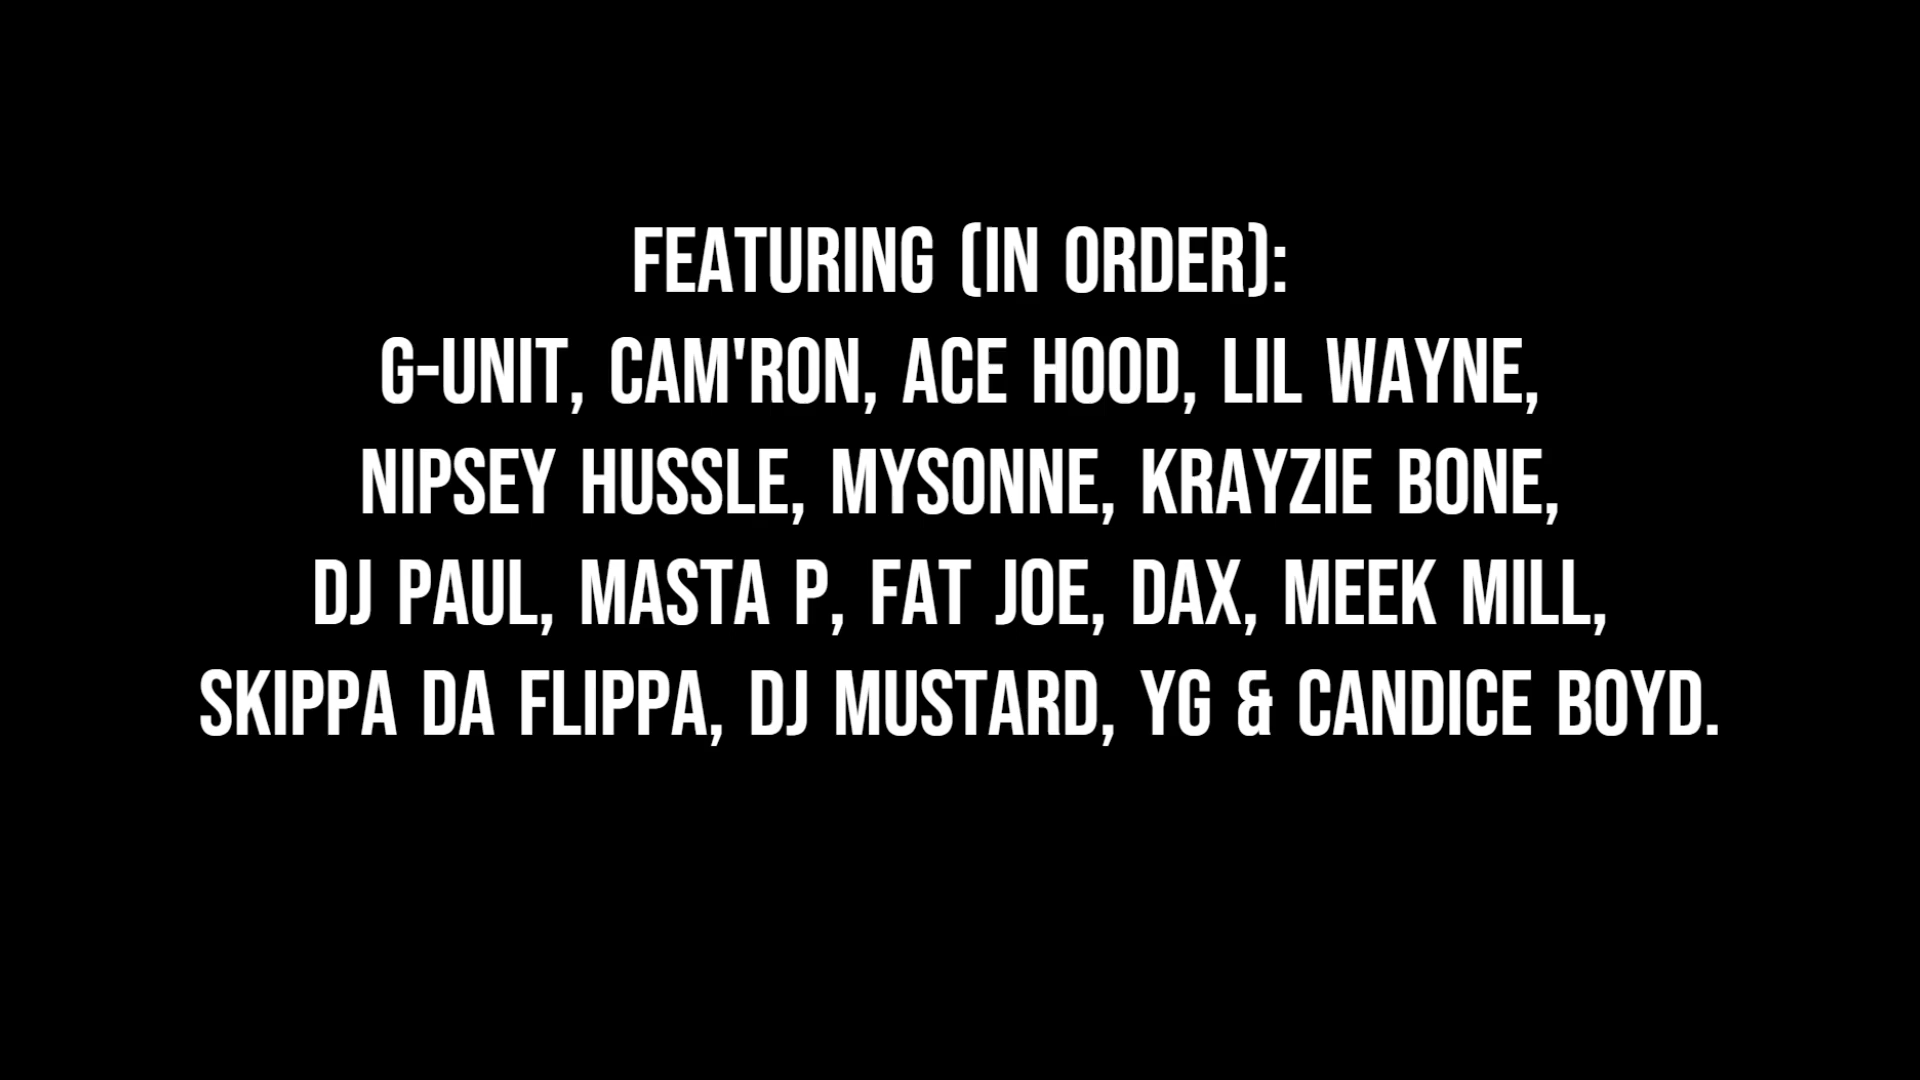 FEATURING (IN ORDER):
G-UNIT, CAM'RON, ACE HOOD, LIL WAYNE,
NIPSEY HUSSLE, MYSONNE, KRAYZIE BONE,
DJ PAUL, MASTA P, FAT JOE, DAX, MEEK MILL,
SKIPPA DA FLIPPA, DJ MUSTARD, YG & CANDICE BOYD.